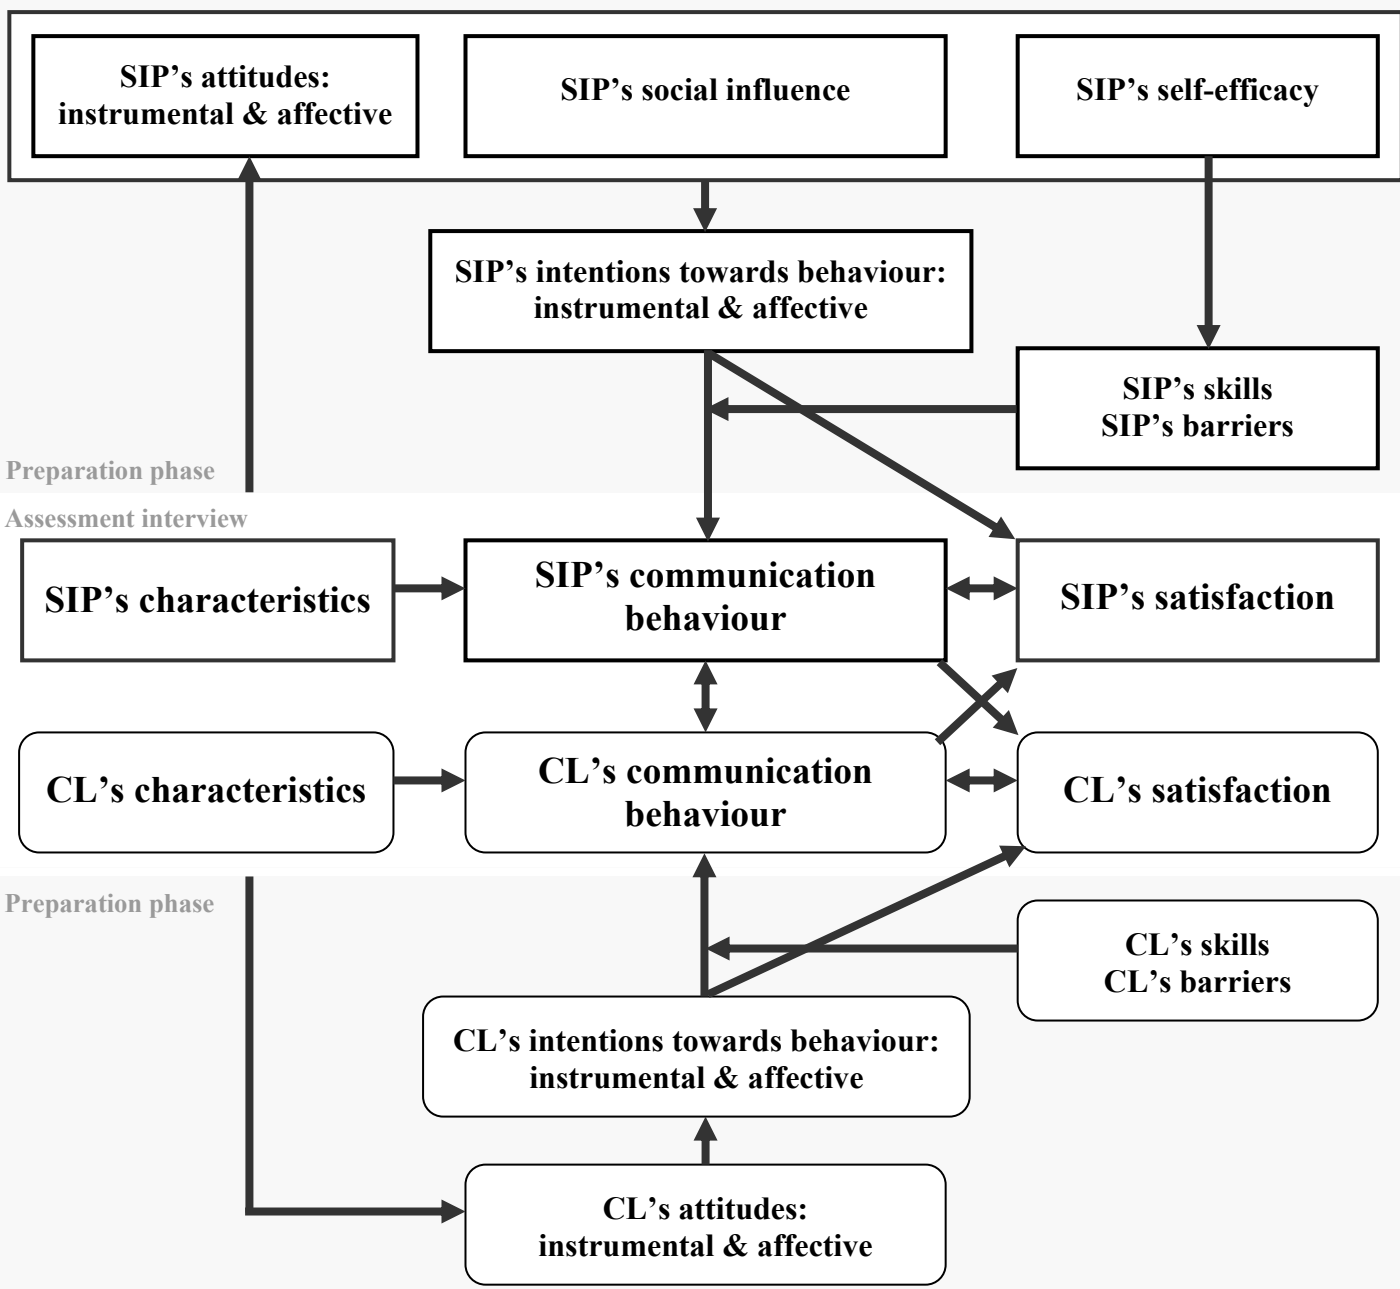 SIP’s attitudes:
instrumental & affective
SIP’s social influence
SIP’s self-efficacy
SIP’s intentions towards behaviour:
instrumental & affective
SIP’s skills
SIP’s barriers
Preparation phase
Assessment interview
SIP’s characteristics
SIP’s communication
behaviour
SIP’s satisfaction
CL’s characteristics
CL’s communication
behaviour
CL’s satisfaction
Preparation phase
CL’s skills
CL’s barriers
CL’s intentions towards behaviour:
instrumental & affective
CL’s attitudes:
instrumental & affective